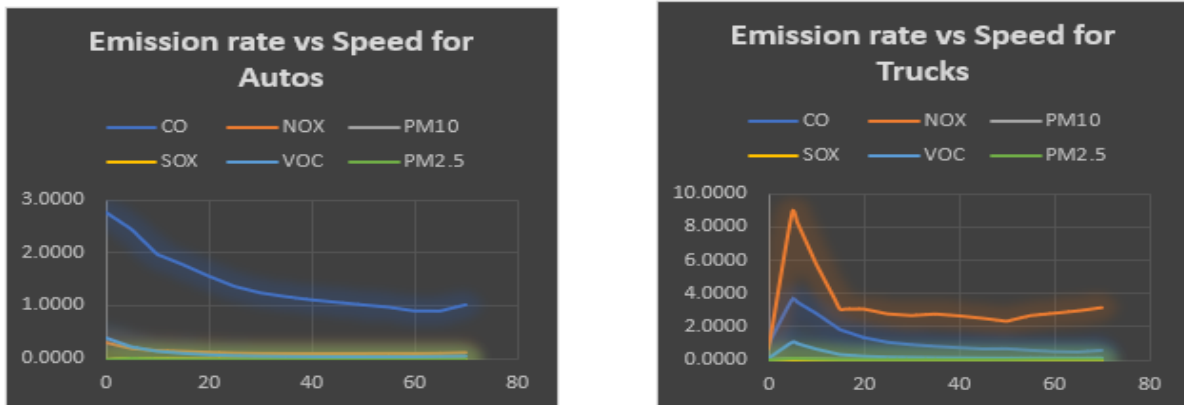 Emission rate vs Speed for
Autos
CO NOX PM10
SOX VOC PM2.5
3.0000
2.0000
1.0000
0.0000
0 20 40 60 80
Emission rate vs Speed for
Trucks
CO NOX PM10
SOX VOC PM2.5
10.0000
8.0000
6.0000
4.0000
2.0000
0.0000
0 20 40 60 80